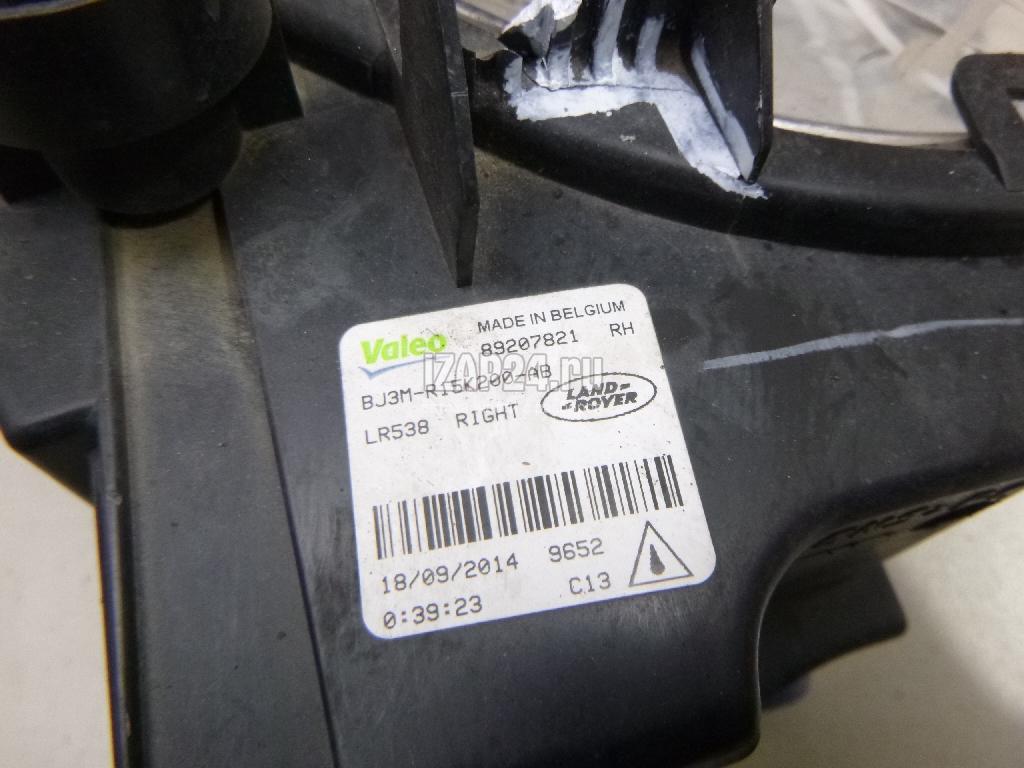 Valeo MADE IN BELGIUM
89207821 RH
iZAP24.ru
BJ3M-R15K200-AB
LAND-
ROVER
LR538 RIGHT
18/09/2014 9652
0:39:23 C13